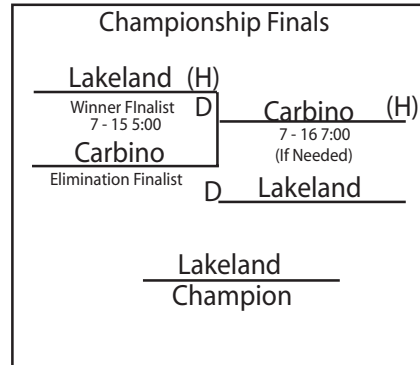 Championship Finals
Lakeland (H)
Winner FInalist
7 - 15 5:00
D
Carbino
Elimination Finalist
Carbino (H)
7 - 16 7:00
(If Needed)
D Lakeland
Lakeland
Champion